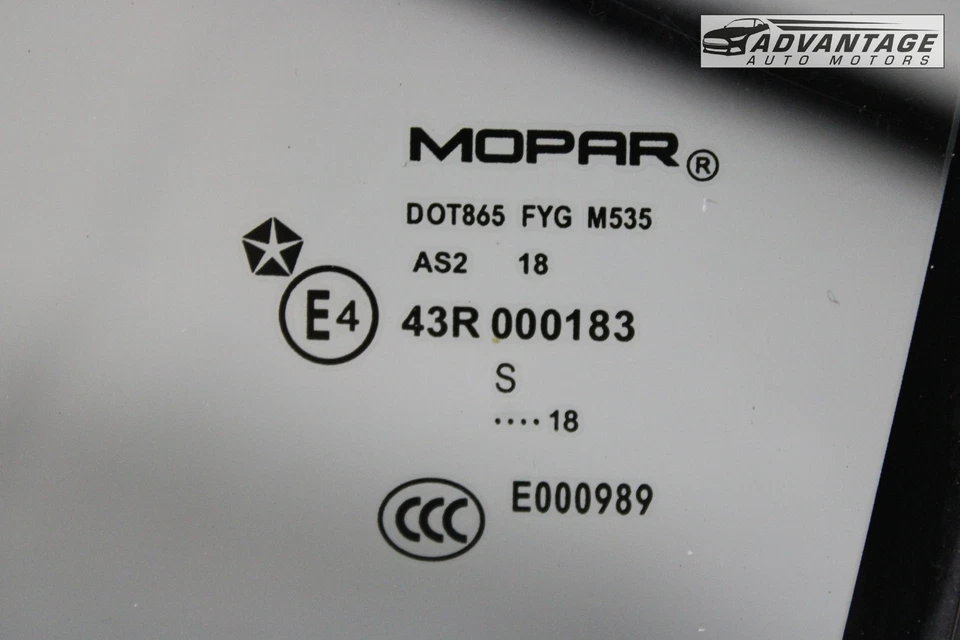 ADVANTAGE
AUTO MOTORS
MOPAR®
DOT865 FYG M535
AS2 18
E4 43R 000183
S
····18
CCC E000989